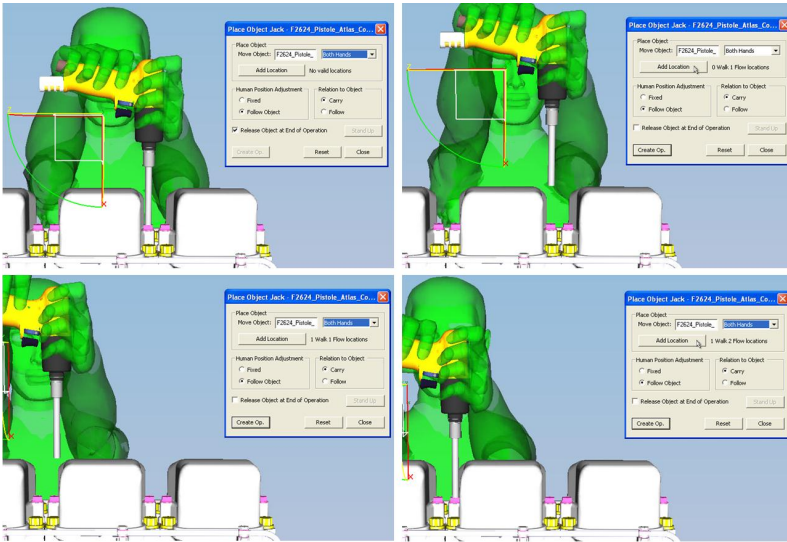 Place Object Jack - F2624_Pistole_Atlas_Co...
Place Object
Move Object: F2624_Pistole_ Both Hands
Add Location No valid locations
Human Position Adjustment Relation to Object
Fixed Carry
Follow Object Follow
Release Object at End of Operation Stand Up
Create Op. Reset Close
Z
X
Place Object Jack - F2624_Pistole_Atlas_Co...
Place Object
Move Object: F2624_Pistole_ Both Hands
Add Location 0 Walk 1 Flow locations
Human Position Adjustment Relation to Object
Fixed Carry
Follow Object Follow
Release Object at End of Operation Stand Up
Create Op. Reset Close
Z
X
Place Object Jack - F2624_Pistole_Atlas_Co...
Place Object
Move Object: F2624_Pistole_ Both Hands
Add Location 1 Walk 1 Flow locations
Human Position Adjustment Relation to Object
Fixed Carry
Follow Object Follow
Release Object at End of Operation Stand Up
Create Op. Reset Close
X
Place Object Jack - F2624_Pistole_Atlas_Co...
Place Object
Move Object: F2624_Pistole_ Both Hands
Add Location 1 Walk 2 Flow locations
Human Position Adjustment Relation to Object
Fixed Carry
Follow Object Follow
Release Object at End of Operation Stand Up
Create Op. Reset Close
X